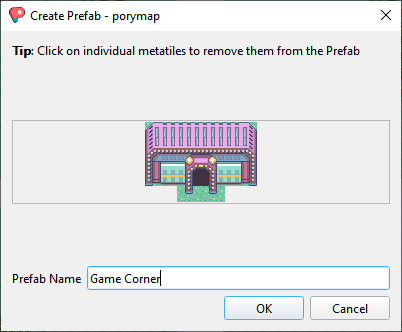 Create Prefab - porymap
Tip: Click on individual metatiles to remove them from the Prefab
Prefab Name Game Corner
OK Cancel